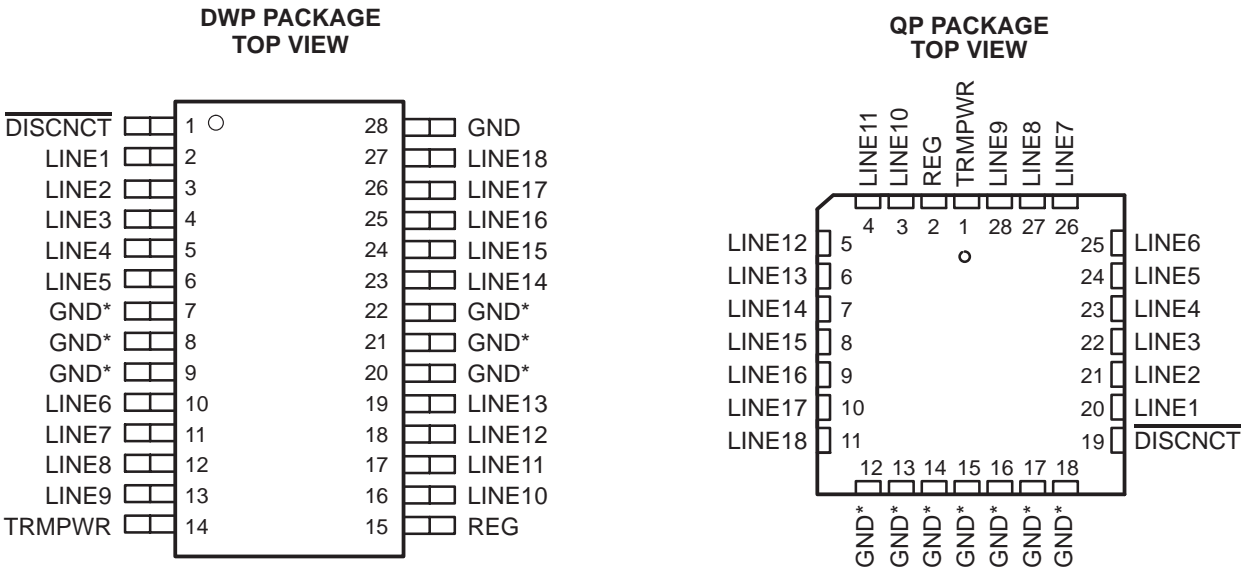 DWP PACKAGE
TOP VIEW
DISCNCT 1 28 GND
LINE1 2 27 LINE18
LINE2 3 26 LINE17
LINE3 4 25 LINE16
LINE4 5 24 LINE15
LINE5 6 23 LINE14
GND* 7 22 GND*
GND* 8 21 GND*
GND* 9 20 GND*
LINE6 10 19 LINE13
LINE7 11 18 LINE12
LINE8 12 17 LINE11
LINE9 13 16 LINE10
TRMPWR 14 15 REG
QP PACKAGE
TOP VIEW
LINE11 LINE10 REG TRMPWR LINE9 LINE8 LINE7
4 3 2 1 28 27 26
LINE12 5 25 LINE6
LINE13 6 24 LINE5
LINE14 7 23 LINE4
LINE15 8 22 LINE3
LINE16 9 21 LINE2
LINE17 10 20 LINE1
LINE18 11 19 DISCNCT
12 13 14 15 16 17 18
GND* GND* GND* GND* GND* GND* GND*